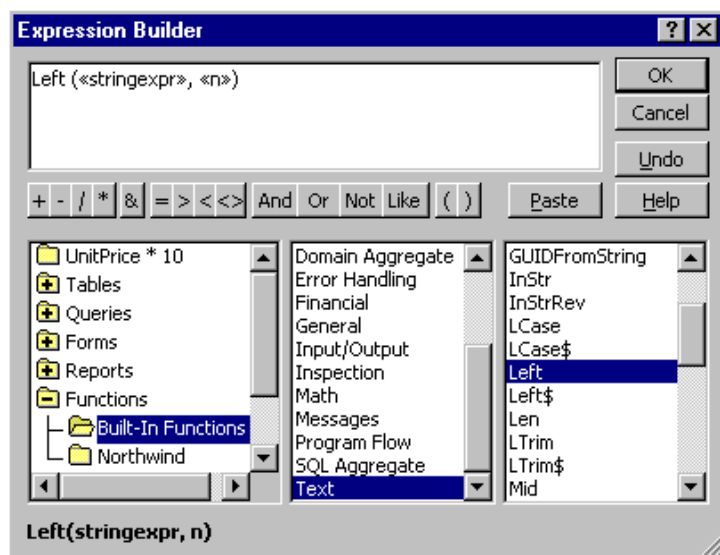 Expression Builder
? ×
Left («stringexpr», «n»)
OK
Cancel
Undo
+ - / * & = > < <> And Or Not Like ( ) Paste Help
UnitPrice * 10
Tables
Queries
Forms
Reports
Functions
Built-In Functions
Northwind
Domain Aggregate
Error Handling
Financial
General
Input/Output
Inspection
Math
Messages
Program Flow
SQL Aggregate
Text
GUIDFromString
InStr
InStrRev
LCase
LCase$
Left
Left$
Len
LTrim
LTrim$
Mid
Left(stringexpr, n)